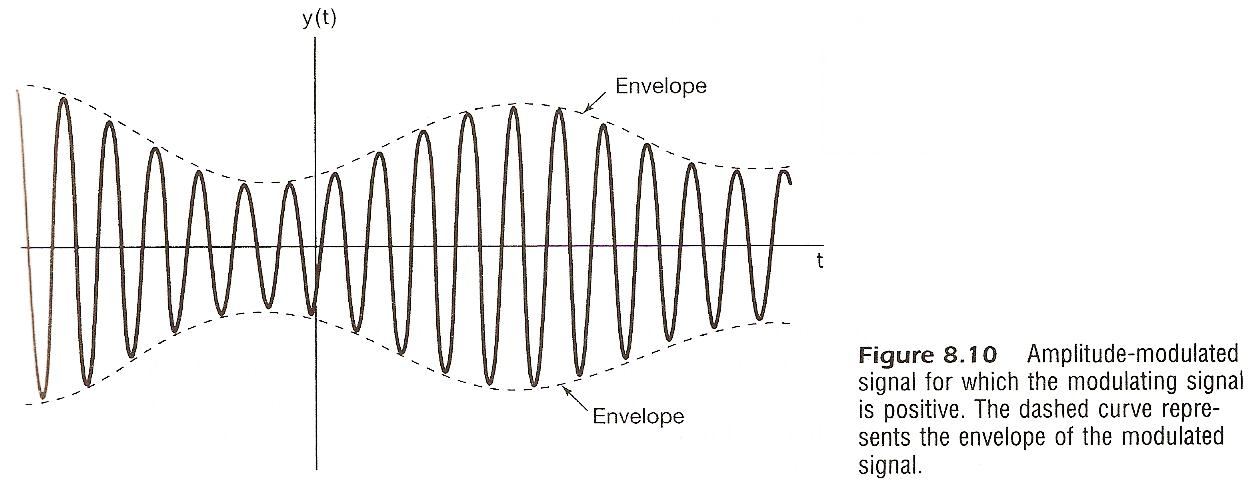 y(t)
Envelope
t
Envelope
Figure 8.10 Amplitude-modulated
signal for which the modulating signal
is positive. The dashed curve repre-
sents the envelope of the modulated
signal.